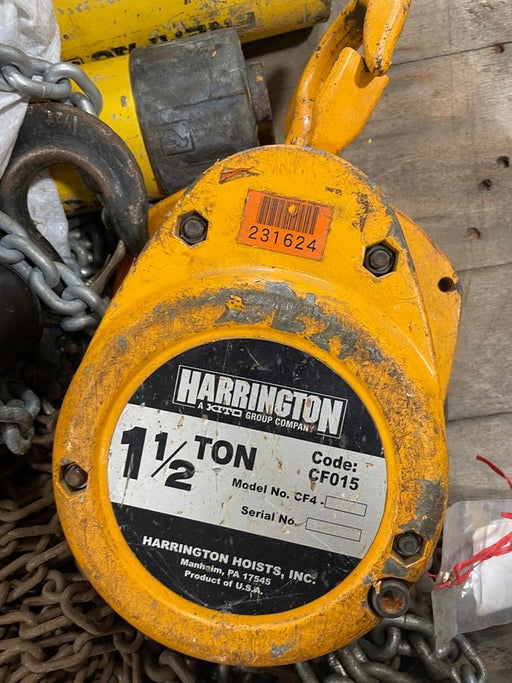 231624
HARRINGTON
A KITO GROUP COMPANY
1 1/2 TON
Code:
CF015
Model No. CF4 -
Serial No.
HARRINGTON HOISTS, INC.
Manheim, PA 17545
Product of U.S.A.